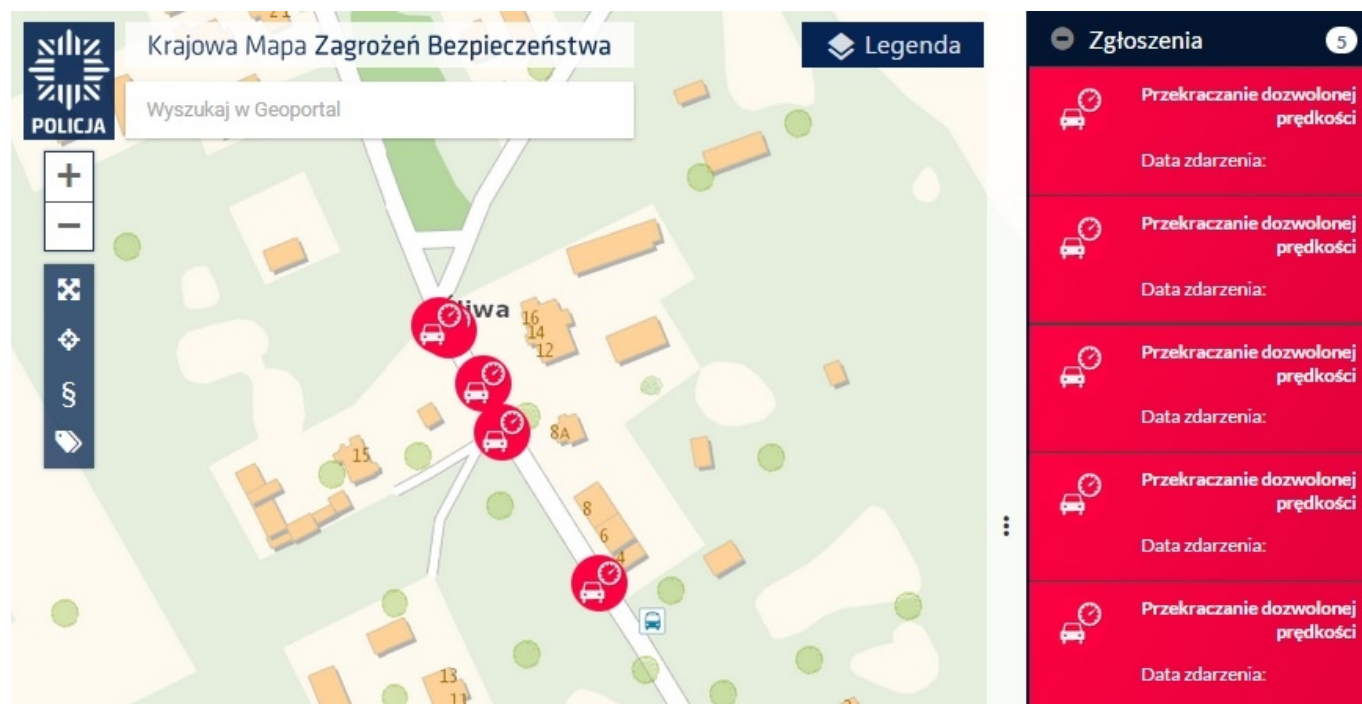 21
POLICJA
Krajowa Mapa Zagrożeń Bezpieczeństwa
Wyszukaj w Geoportal
Legenda
+
−
§
16
14
12
8A
15
8
6
4
13
11
Zgłoszenia 5
Przekraczanie dozwolonej
prędkości
Data zdarzenia:
Przekraczanie dozwolonej
prędkości
Data zdarzenia:
Przekraczanie dozwolonej
prędkości
Data zdarzenia:
Przekraczanie dozwolonej
prędkości
Data zdarzenia:
Przekraczanie dozwolonej
prędkości
Data zdarzenia: